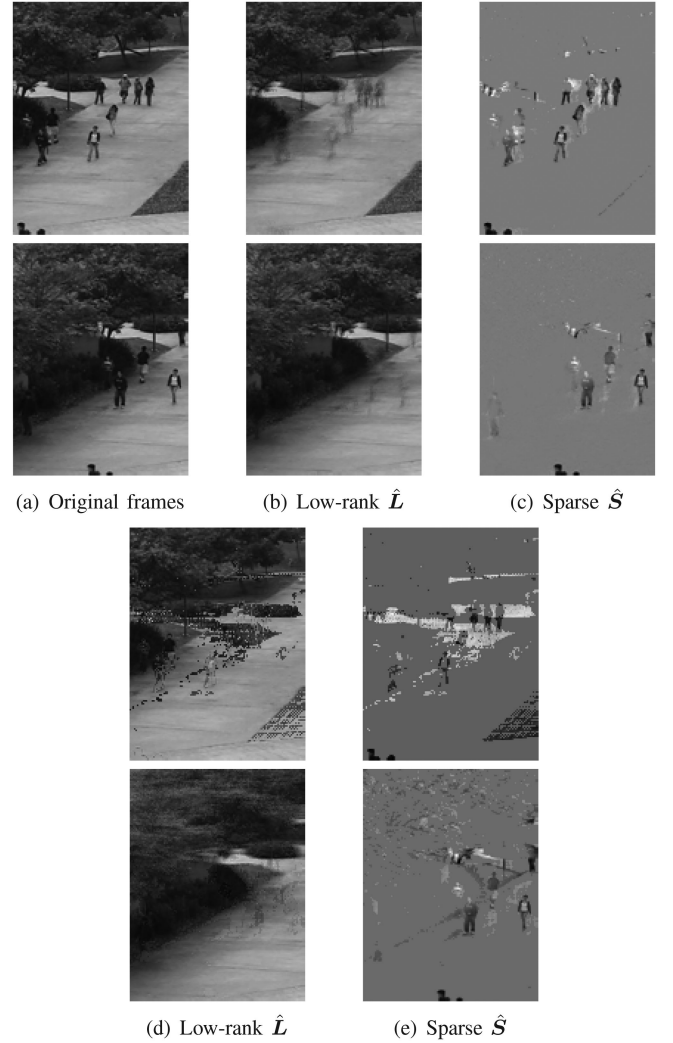 (a) Original frames
(b) Low-rank L̂
(c) Sparse Ŝ
(d) Low-rank L̂
(e) Sparse Ŝ